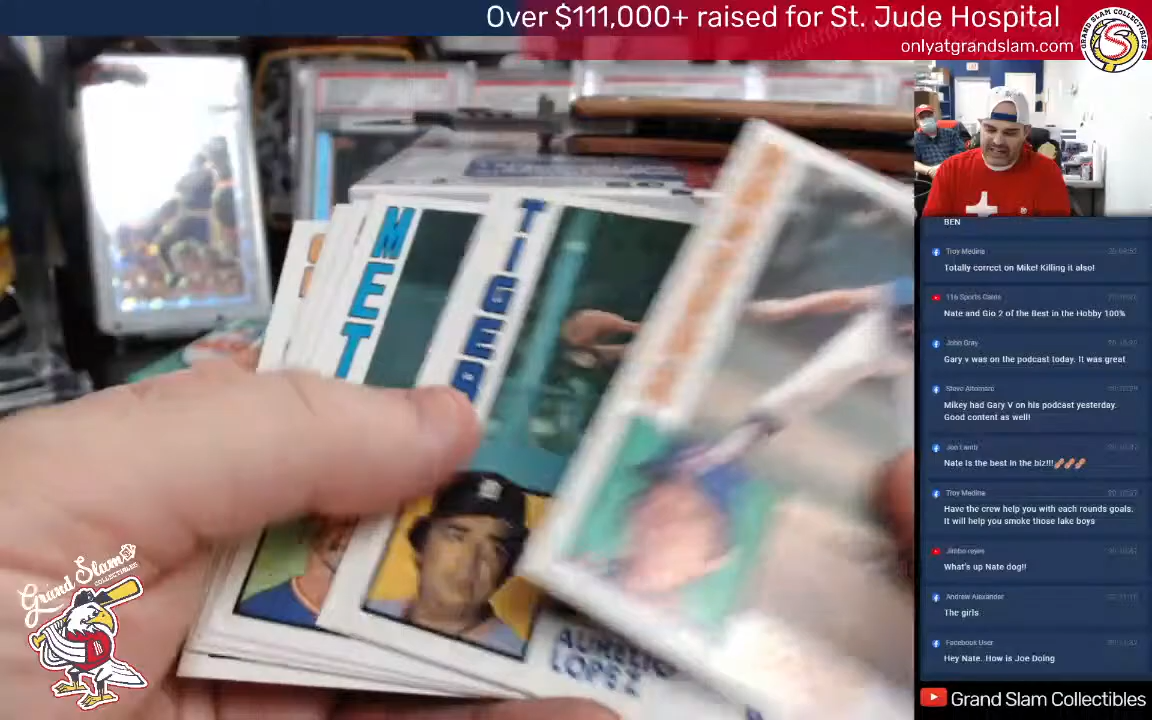 Over $111,000+ raised for St. Jude Hospital
onlyatgrandslam.com
GRAND SLAM COLLECTIBLES
BEN
Troy Medina
Totally correct on Mike! Killing it also!
116 Sports Cards
Nate and Gio 2 of the Best in the Hobby 100%
John Gray
Gary v was on the podcast today. It was great
Mikey had Gary V on his podcast yesterday.
Good content as well!
Jon Lamb
Nate is the best in the biz!!!
Troy Medina
Have the crew help you with each rounds goals.
It will help you smoke those lake boys
Jimbo reyes
What's up Nate dog!!
Andrew Alexander
The girls
Facebook User
Hey Nate. How is Joe Doing
Grand Slam Collectibles
MET
TIGER
AURELIO
LOPEZ
Grand Slam
COLLECTIBLES